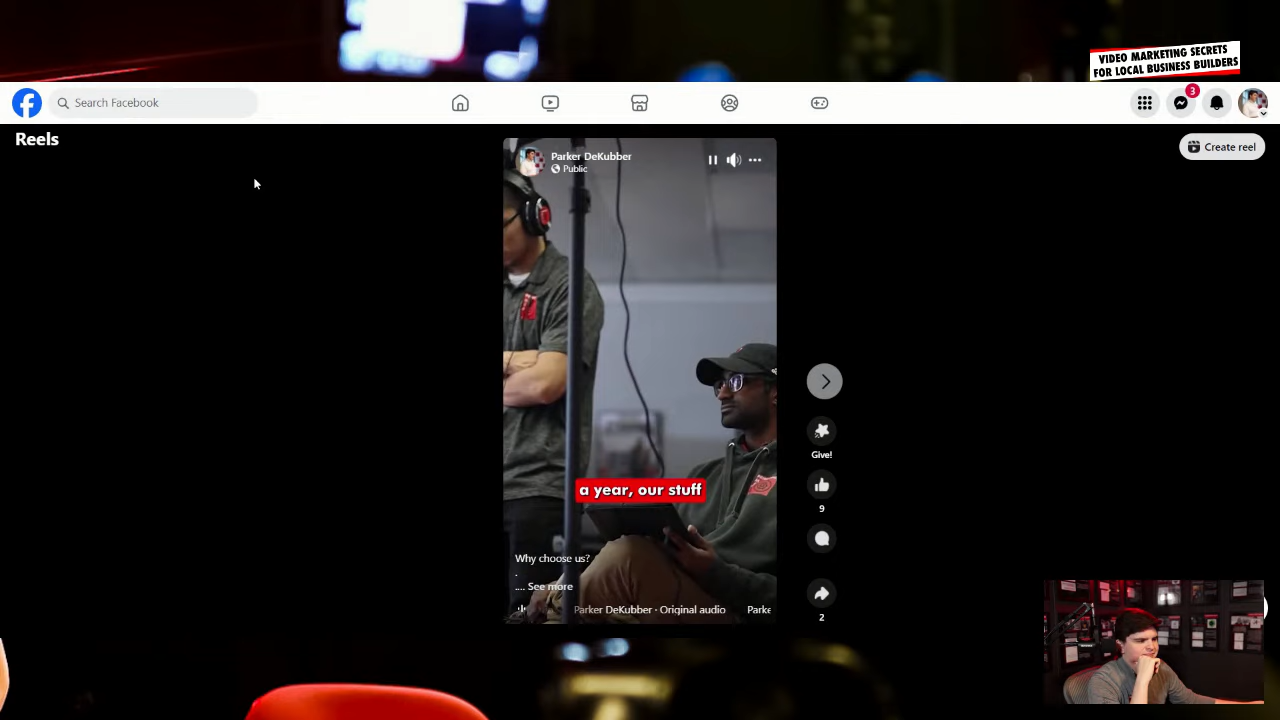 VIDEO MARKETING SECRETS
FOR LOCAL BUSINESS BUILDERS
Search Facebook
3
Reels
Create reel
Parker DeKubber
Public
a year, our stuff
Give!
9
Why choose us?
.
.... See more
Parker DeKubber · Original audio
Parke
2